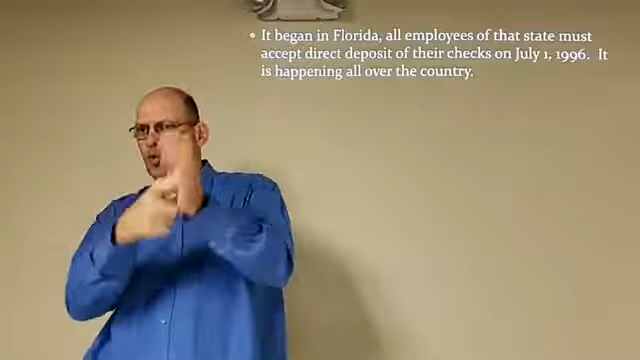 • It began in Florida, all employees of that state must
accept direct deposit of their checks on July 1, 1996.  It
is happening all over the country.